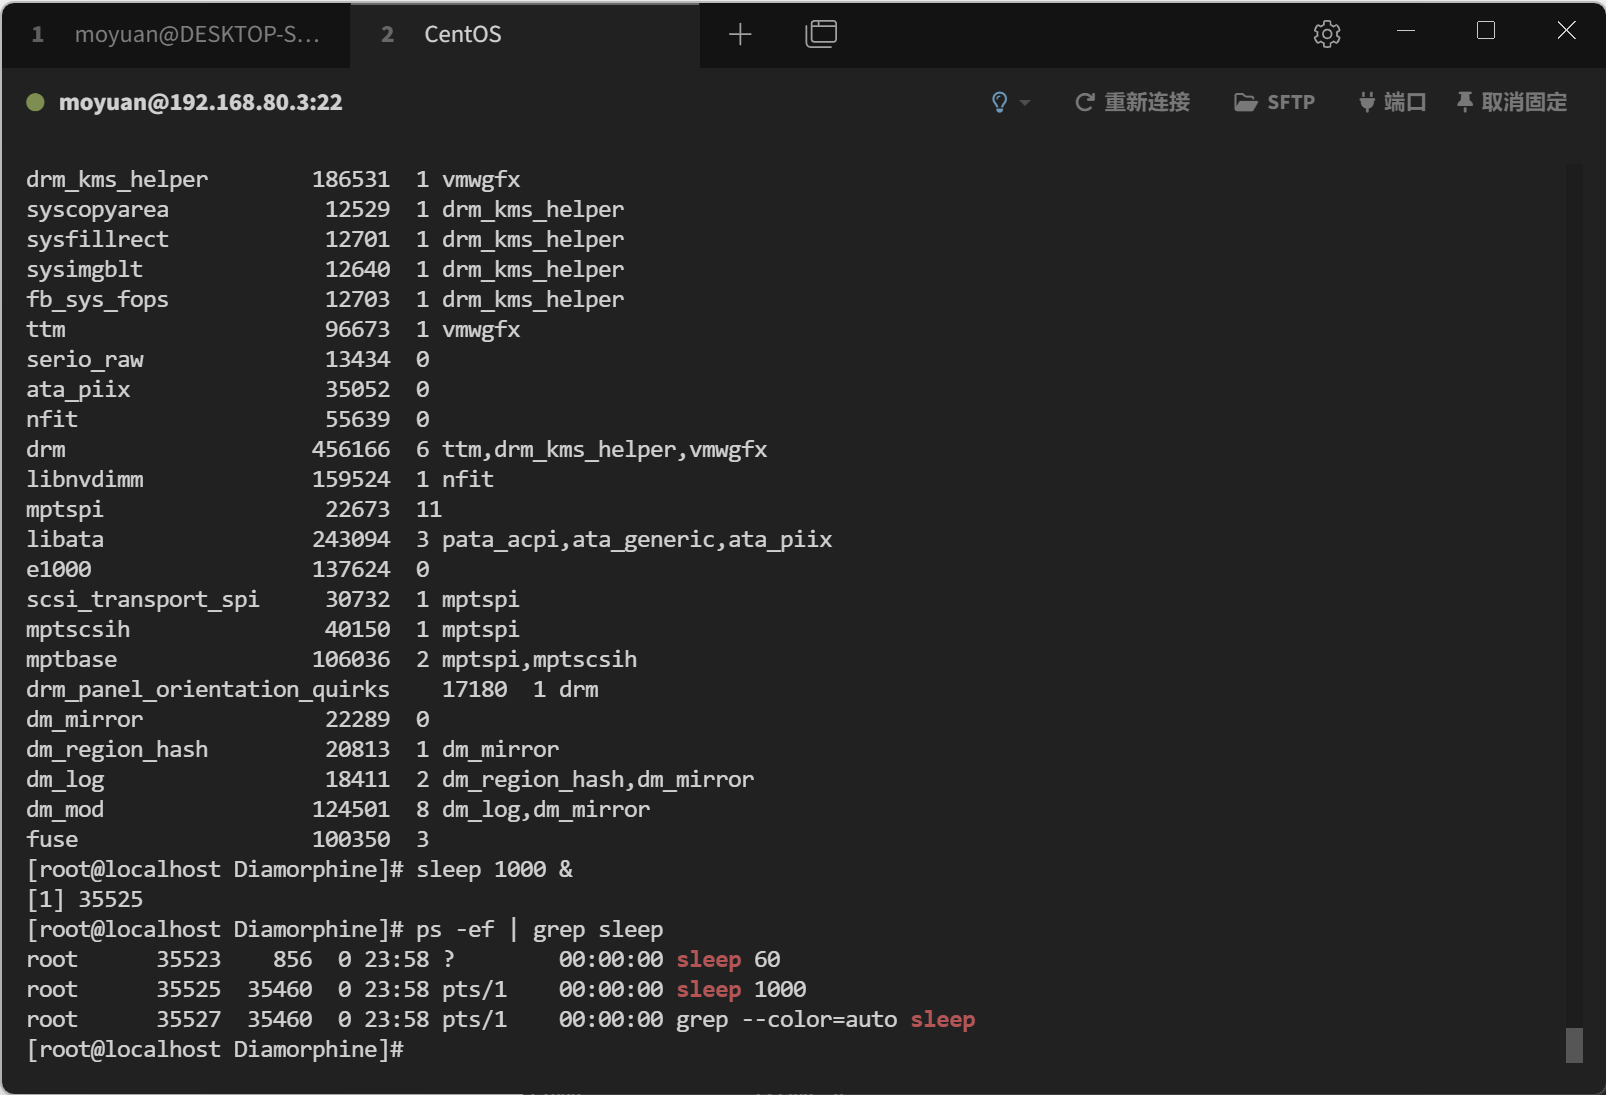 1 moyuan@DESKTOP-S... 2 CentOS
moyuan@192.168.80.3:22 重新连接 SFTP 端口 取消固定
drm_kms_helper        186531  1 vmwgfx
syscopyarea            12529  1 drm_kms_helper
sysfillrect            12701  1 drm_kms_helper
sysimgblt              12640  1 drm_kms_helper
fb_sys_fops            12703  1 drm_kms_helper
ttm                    96673  1 vmwgfx
serio_raw              13434  0
ata_piix               35052  0
nfit                   55639  0
drm                   456166  6 ttm,drm_kms_helper,vmwgfx
libnvdimm             159524  1 nfit
mptspi                 22673  11
libata                243094  3 pata_acpi,ata_generic,ata_piix
e1000                 137624  0
scsi_transport_spi     30732  1 mptspi
mptscsih               40150  1 mptspi
mptbase               106036  2 mptspi,mptscsih
drm_panel_orientation_quirks    17180  1 drm
dm_mirror              22289  0
dm_region_hash         20813  1 dm_mirror
dm_log                 18411  2 dm_region_hash,dm_mirror
dm_mod                124501  8 dm_log,dm_mirror
fuse                  100350  3
[root@localhost Diamorphine]# sleep 1000 &
[1] 35525
[root@localhost Diamorphine]# ps -ef | grep sleep
root      35523    856  0 23:58 ?        00:00:00 sleep 60
root      35525  35460  0 23:58 pts/1    00:00:00 sleep 1000
root      35527  35460  0 23:58 pts/1    00:00:00 grep --color=auto sleep
[root@localhost Diamorphine]#